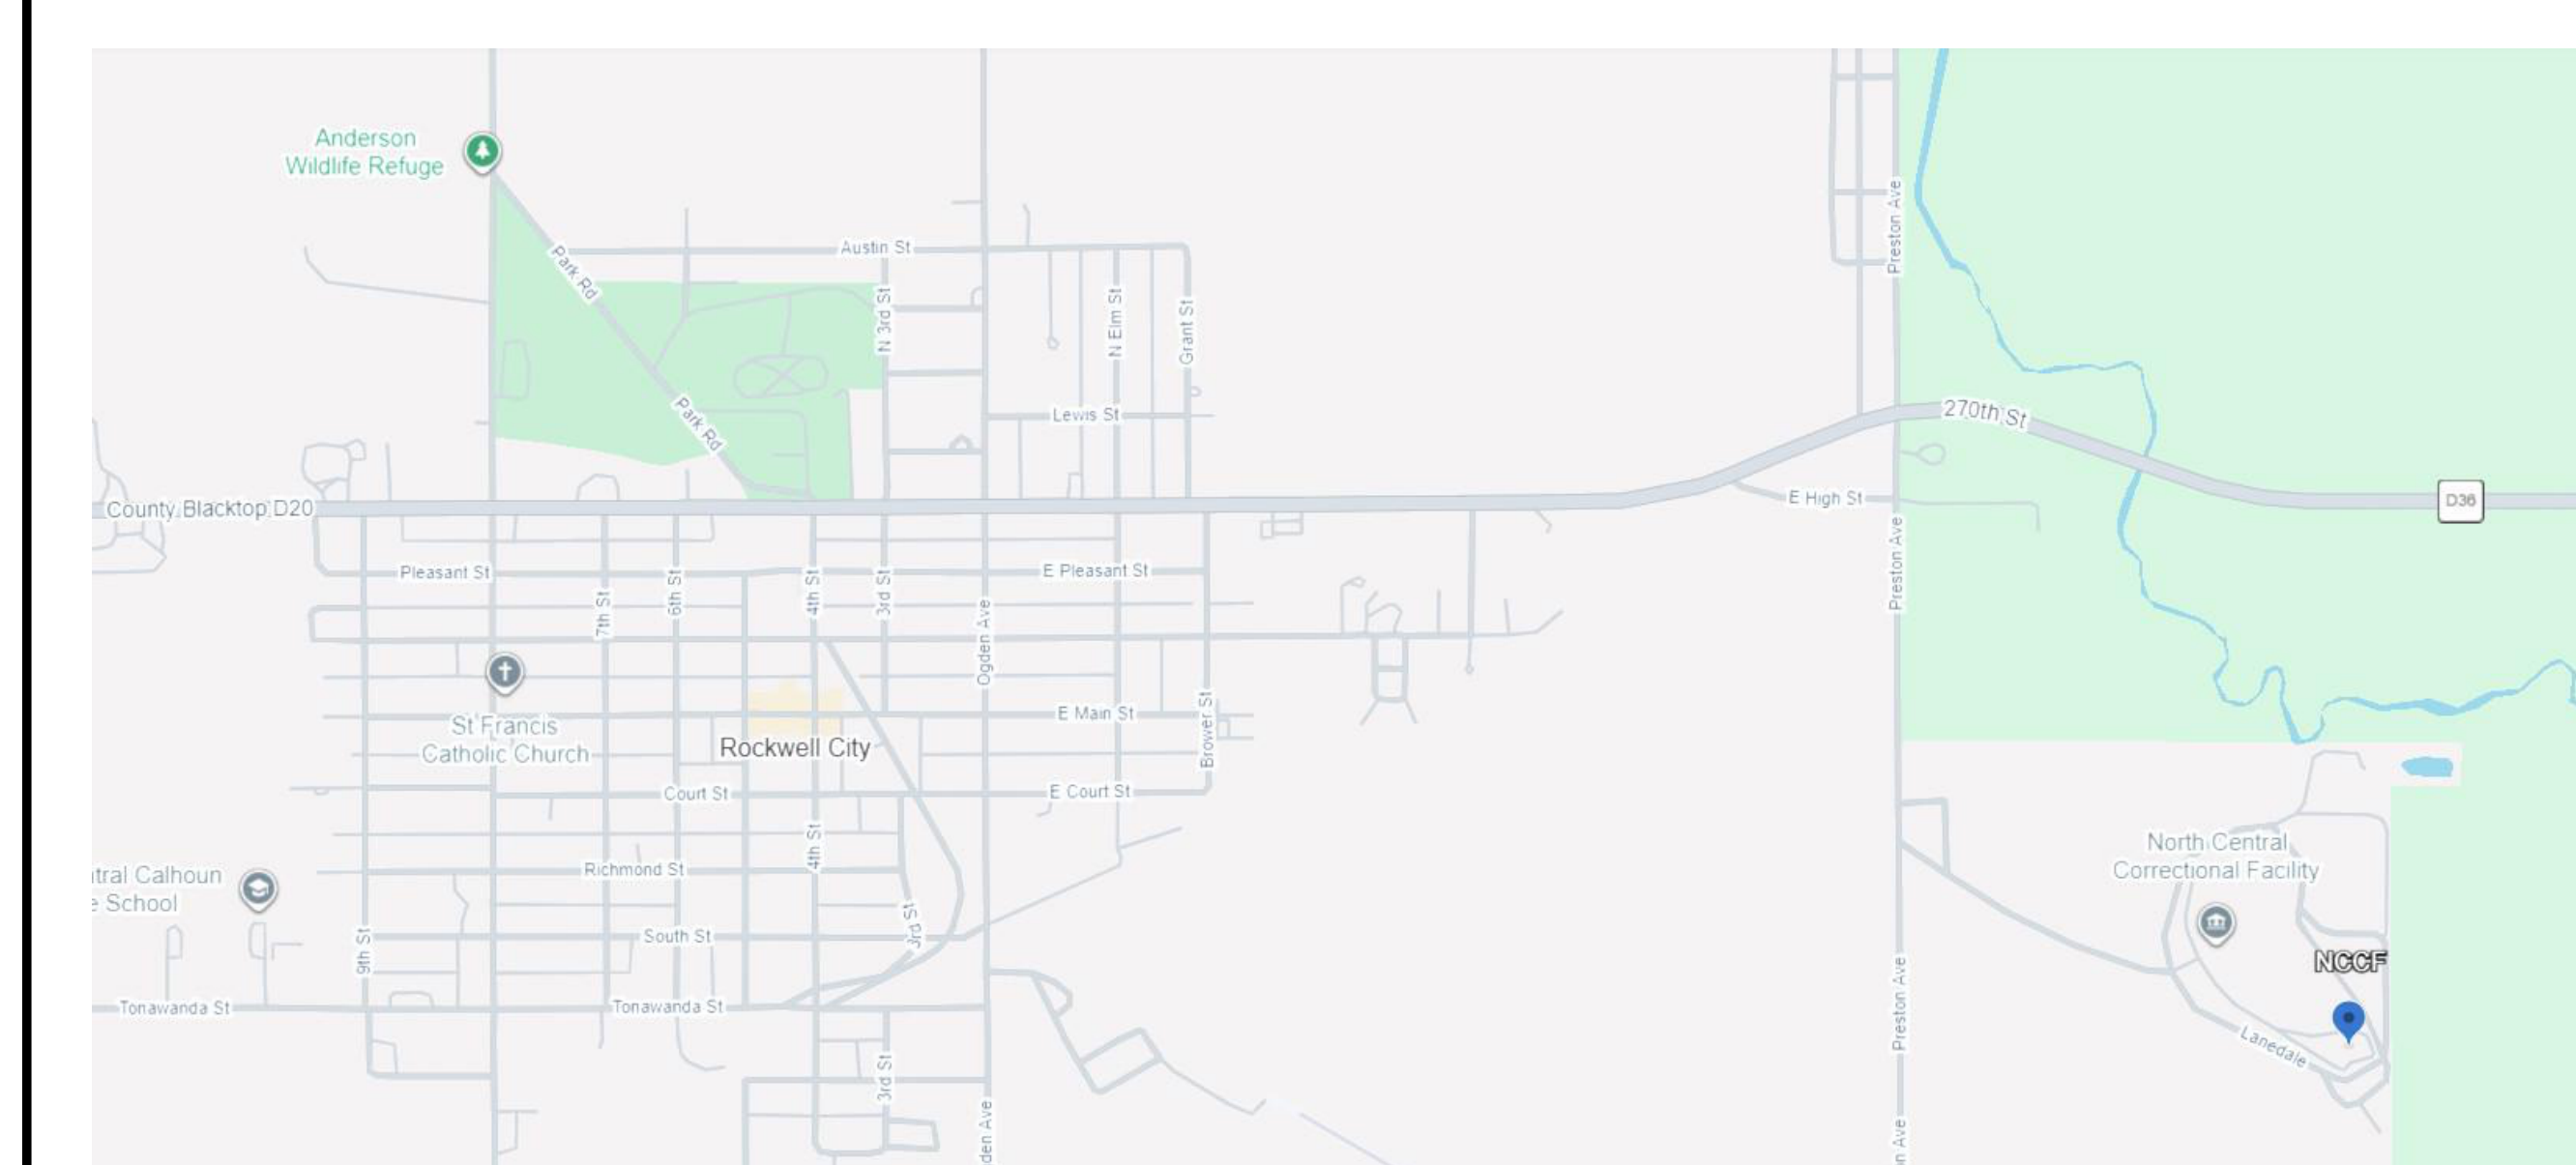 Anderson
Wildlife Refuge
Preston Ave
Park Rd
Austin St
N 3rd St
N Elm St
Grant St
Park Rd
Lewis St
270th St
County Blacktop D20
E High St
D36
Pleasant St
7th St
6th St
4th St
3rd St
E Pleasant St
Preston Ave
Ogden Ave
St Francis
Catholic Church
Rockwell City
E Main St
Brower St
Court St
E Court St
4th St
North Central
Correctional Facility
Richmond St
tral Calhoun
e School
9th St
South St
3rd St
NCCF
Preston Ave
Tonawanda St
Tonawanda St
Lanedale
3rd St
den Ave
n Ave